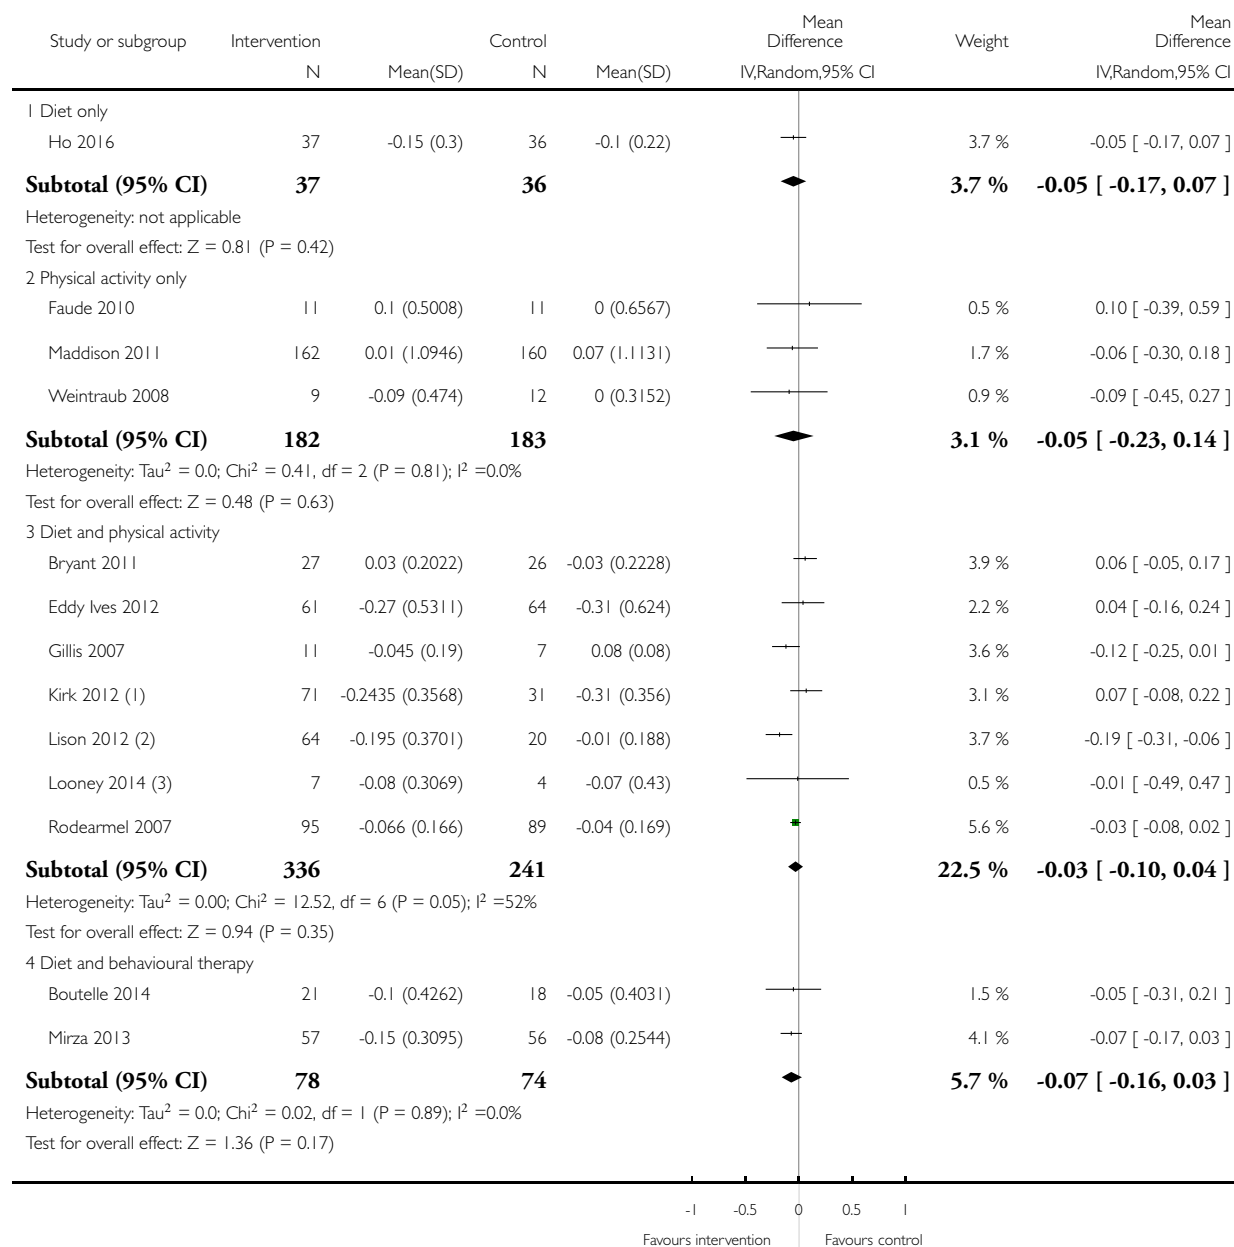 Mean Mean
Study or subgroup Intervention Control Difference Weight Difference
N Mean(SD) N Mean(SD) IV,Random,95% CI IV,Random,95% CI
1 Diet only
Ho 2016 37 -0.15 (0.3) 36 -0.1 (0.22) 3.7 % -0.05 [ -0.17, 0.07 ]
Subtotal (95% CI) 37 36 3.7 % -0.05 [ -0.17, 0.07 ]
Heterogeneity: not applicable
Test for overall effect: Z = 0.81 (P = 0.42)
2 Physical activity only
Faude 2010 11 0.1 (0.5008) 11 0 (0.6567) 0.5 % 0.10 [ -0.39, 0.59 ]
Maddison 2011 162 0.01 (1.0946) 160 0.07 (1.1131) 1.7 % -0.06 [ -0.30, 0.18 ]
Weintraub 2008 9 -0.09 (0.474) 12 0 (0.3152) 0.9 % -0.09 [ -0.45, 0.27 ]
Subtotal (95% CI) 182 183 3.1 % -0.05 [ -0.23, 0.14 ]
Heterogeneity: Tau² = 0.0; Chi² = 0.41, df = 2 (P = 0.81); I² =0.0%
Test for overall effect: Z = 0.48 (P = 0.63)
3 Diet and physical activity
Bryant 2011 27 0.03 (0.2022) 26 -0.03 (0.2228) 3.9 % 0.06 [ -0.05, 0.17 ]
Eddy Ives 2012 61 -0.27 (0.5311) 64 -0.31 (0.624) 2.2 % 0.04 [ -0.16, 0.24 ]
Gillis 2007 11 -0.045 (0.19) 7 0.08 (0.08) 3.6 % -0.12 [ -0.25, 0.01 ]
Kirk 2012 (1) 71 -0.2435 (0.3568) 31 -0.31 (0.356) 3.1 % 0.07 [ -0.08, 0.22 ]
Lison 2012 (2) 64 -0.195 (0.3701) 20 -0.01 (0.188) 3.7 % -0.19 [ -0.31, -0.06 ]
Looney 2014 (3) 7 -0.08 (0.3069) 4 -0.07 (0.43) 0.5 % -0.01 [ -0.49, 0.47 ]
Rodearmel 2007 95 -0.066 (0.166) 89 -0.04 (0.169) 5.6 % -0.03 [ -0.08, 0.02 ]
Subtotal (95% CI) 336 241 22.5 % -0.03 [ -0.10, 0.04 ]
Heterogeneity: Tau² = 0.00; Chi² = 12.52, df = 6 (P = 0.05); I² =52%
Test for overall effect: Z = 0.94 (P = 0.35)
4 Diet and behavioural therapy
Boutelle 2014 21 -0.1 (0.4262) 18 -0.05 (0.4031) 1.5 % -0.05 [ -0.31, 0.21 ]
Mirza 2013 57 -0.15 (0.3095) 56 -0.08 (0.2544) 4.1 % -0.07 [ -0.17, 0.03 ]
Subtotal (95% CI) 78 74 5.7 % -0.07 [ -0.16, 0.03 ]
Heterogeneity: Tau² = 0.0; Chi² = 0.02, df = 1 (P = 0.89); I² =0.0%
Test for overall effect: Z = 1.36 (P = 0.17)
-1 -0.5 0 0.5 1
Favours intervention Favours control